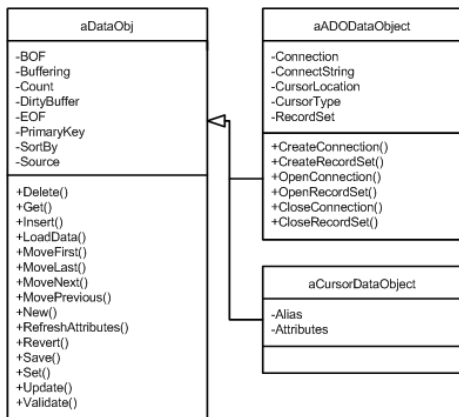 aDataObj
-BOF
-Buffering
-Count
-DirtyBuffer
-EOF
-PrimaryKey
-SortBy
-Source
+Delete()
+Get()
+Insert()
+LoadData()
+MoveFirst()
+MoveLast()
+MoveNext()
+MovePrevious()
+New()
+RefreshAttributes()
+Revert()
+Save()
+Set()
+Update()
+Validate()
aADODataObject
-Connection
-ConnectString
-CursorLocation
-CursorType
-RecordSet
+CreateConnection()
+CreateRecordSet()
+OpenConnection()
+OpenRecordSet()
+CloseConnection()
+CloseRecordSet()
aCursorDataObject
-Alias
-Attributes